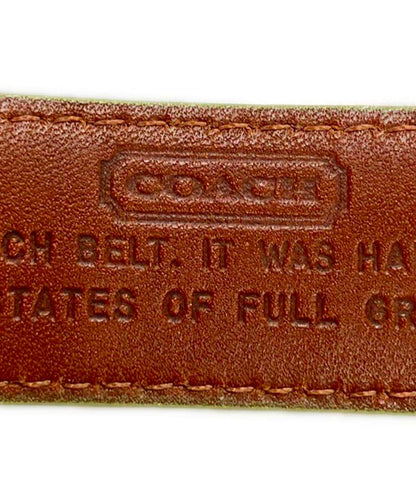 COACH
CH BELT. IT WAS HA
TATES OF FULL GR